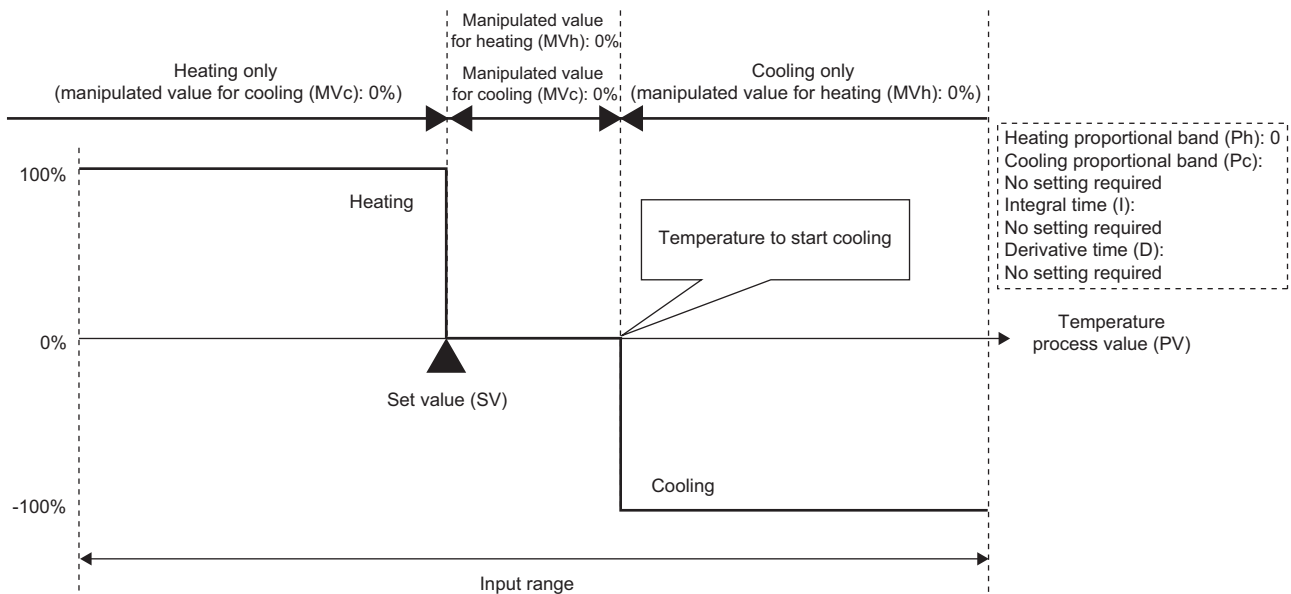 Manipulated value
for heating (MVh): 0%
Heating only
(manipulated value for cooling (MVc): 0%)
Manipulated value
for cooling (MVc): 0%
Cooling only
(manipulated value for heating (MVh): 0%)
Heating proportional band (Ph): 0
Cooling proportional band (Pc):
No setting required
Integral time (I):
No setting required
Derivative time (D):
No setting required
100%
Heating
Temperature to start cooling
0%
Temperature
process value (PV)
Set value (SV)
Cooling
-100%
Input range